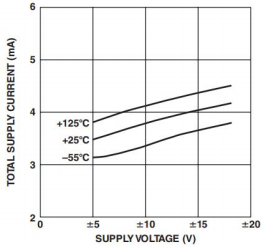 TOTAL SUPPLY CURRENT (mA)
6
5
4
3
2
+125°C
+25°C
–55°C
0
±5
±10
±15
±20
SUPPLY VOLTAGE (V)